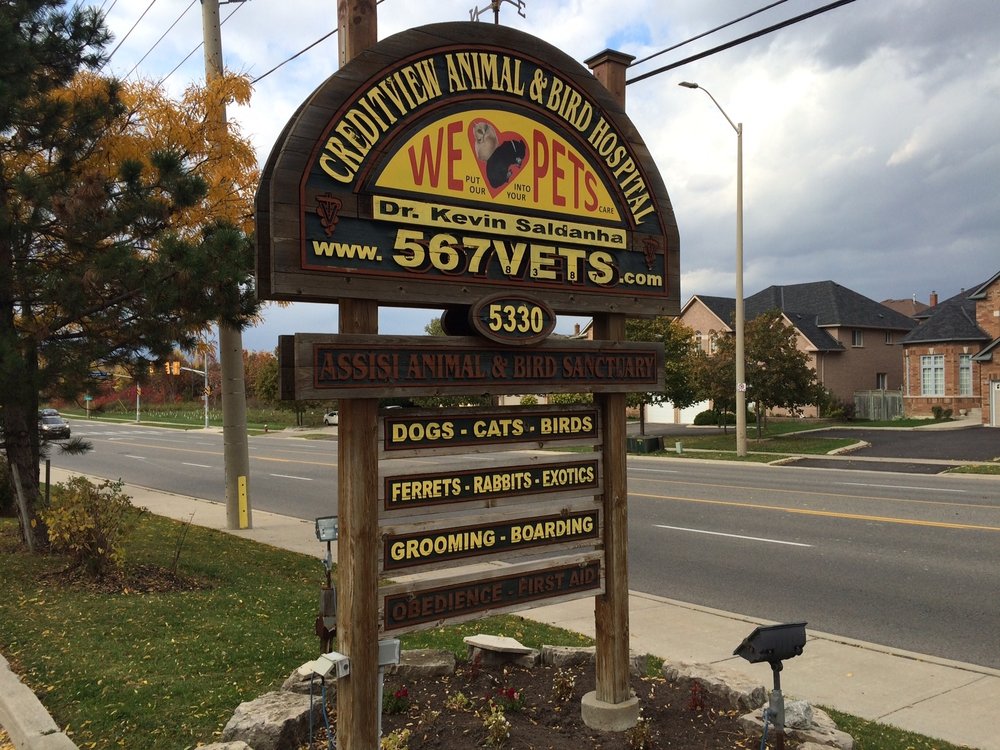 CREDITVIEW ANIMAL & BIRD HOSPITAL
WE PETS
PUT OUR INTO YOUR CARE
Dr. Kevin Saldanha
www.567VETS.com
8387
5330
ASSISI ANIMAL & BIRD SANCTUARY
DOGS - CATS - BIRDS
FERRETS - RABBITS - EXOTICS
GROOMING - BOARDING
OBEDIENCE - FIRST AID